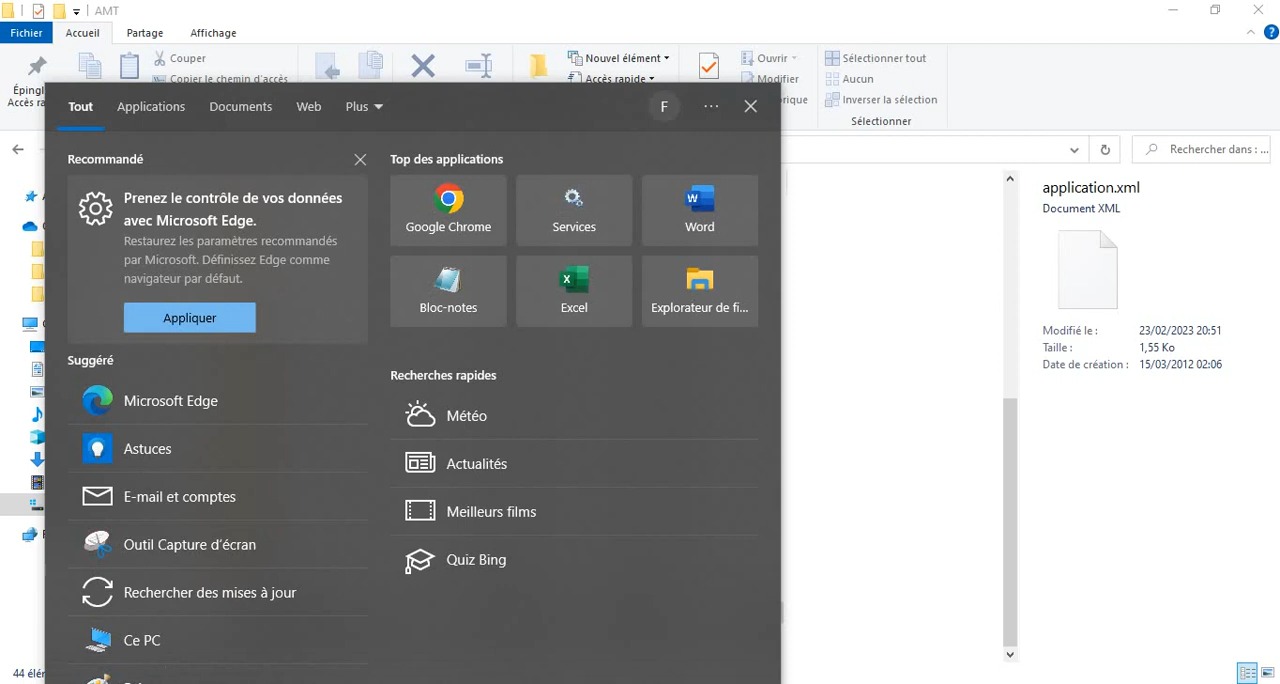 AMT
Fichier
Accueil
Partage
Affichage
Couper
Copier le chemin d'accès
Nouvel élément
Accès rapide
Ouvrir
Modifier
Sélectionner tout
Aucun
Inverser la sélection
Sélectionner
Rechercher dans : ...
Tout
Applications
Documents
Web
Plus
F
Recommandé
Prenez le contrôle de vos données
avec Microsoft Edge.
Restaurez les paramètres recommandés
par Microsoft. Définissez Edge comme
navigateur par défaut.
Appliquer
Suggéré
Microsoft Edge
Astuces
E-mail et comptes
Outil Capture d'écran
Rechercher des mises à jour
Ce PC
Top des applications
Google Chrome
Services
Word
Bloc-notes
Excel
Explorateur de fi...
Recherches rapides
Météo
Actualités
Meilleurs films
Quiz Bing
application.xml
Document XML
Modifié le : 23/02/2023 20:51
Taille : 1,55 Ko
Date de création : 15/03/2012 02:06
44 élém